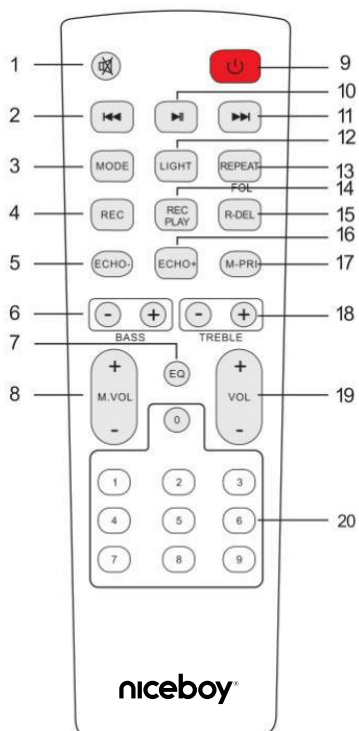 1
9
10
2
11
12
3 MODE LIGHT REPEAT
13
FOL
14
4 REC REC PLAY R-DEL 15
16
5 ECHO- ECHO+ M-PRI 17
6 - + - + 18
BASS TREBLE
7
EQ
+ +
8 M.VOL VOL 19
0
- -
1 2 3
4 5 6 20
7 8 9
niceboy®